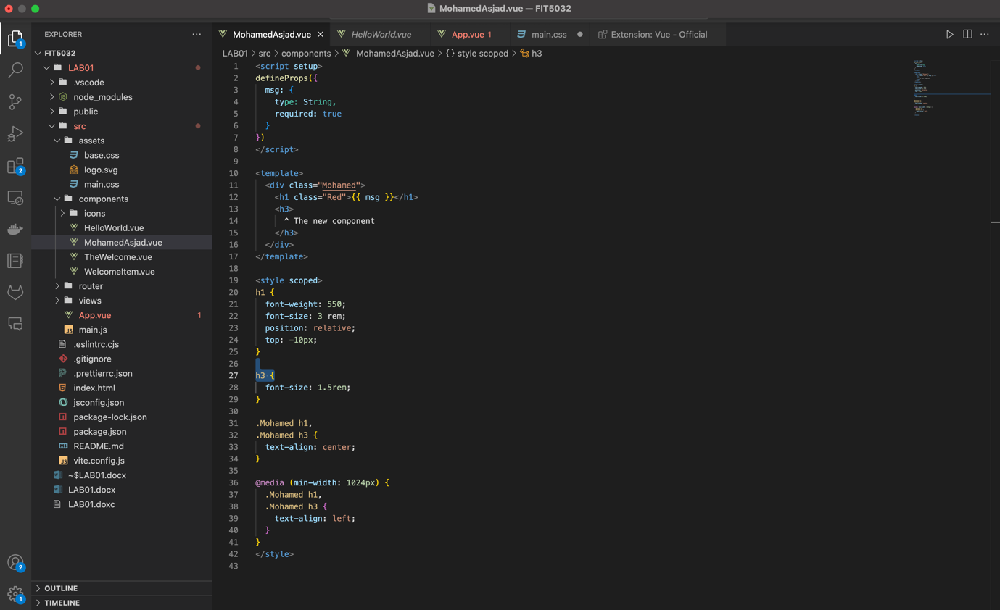 MohamedAsjad.vue — FIT5032
EXPLORER
FIT5032
LAB01
.vscode
node_modules
public
src
assets
base.css
logo.svg
main.css
components
icons
HelloWorld.vue
MohamedAsjad.vue
TheWelcome.vue
WelcomeItem.vue
router
views
App.vue 1
main.js
.eslintrc.cjs
.gitignore
.prettierrc.json
index.html
jsconfig.json
package-lock.json
package.json
README.md
vite.config.js
~$LAB01.docx
LAB01.docx
LAB01.doxc
OUTLINE
TIMELINE
1
2
2
1
MohamedAsjad.vue HelloWorld.vue App.vue 1 main.css Extension: Vue - Official
LAB01 > src > components > MohamedAsjad.vue > {} style scoped > h3
1 <script setup>
2 defineProps({
3   msg: {
4     type: String,
5     required: true
6   }
7 })
8 </script>
9
10 <template>
11   <div class="Mohamed">
12     <h1 class="Red">{{ msg }}</h1>
13     <h3>
14       ^ The new component
15     </h3>
16   </div>
17 </template>
18
19 <style scoped>
20 h1 {
21   font-weight: 550;
22   font-size: 3 rem;
23   position: relative;
24   top: -10px;
25 }
26
27 h3 {
28   font-size: 1.5rem;
29 }
30
31 .Mohamed h1,
32 .Mohamed h3 {
33   text-align: center;
34 }
35
36 @media (min-width: 1024px) {
37   .Mohamed h1,
38   .Mohamed h3 {
39     text-align: left;
40   }
41 }
42 </style>
43